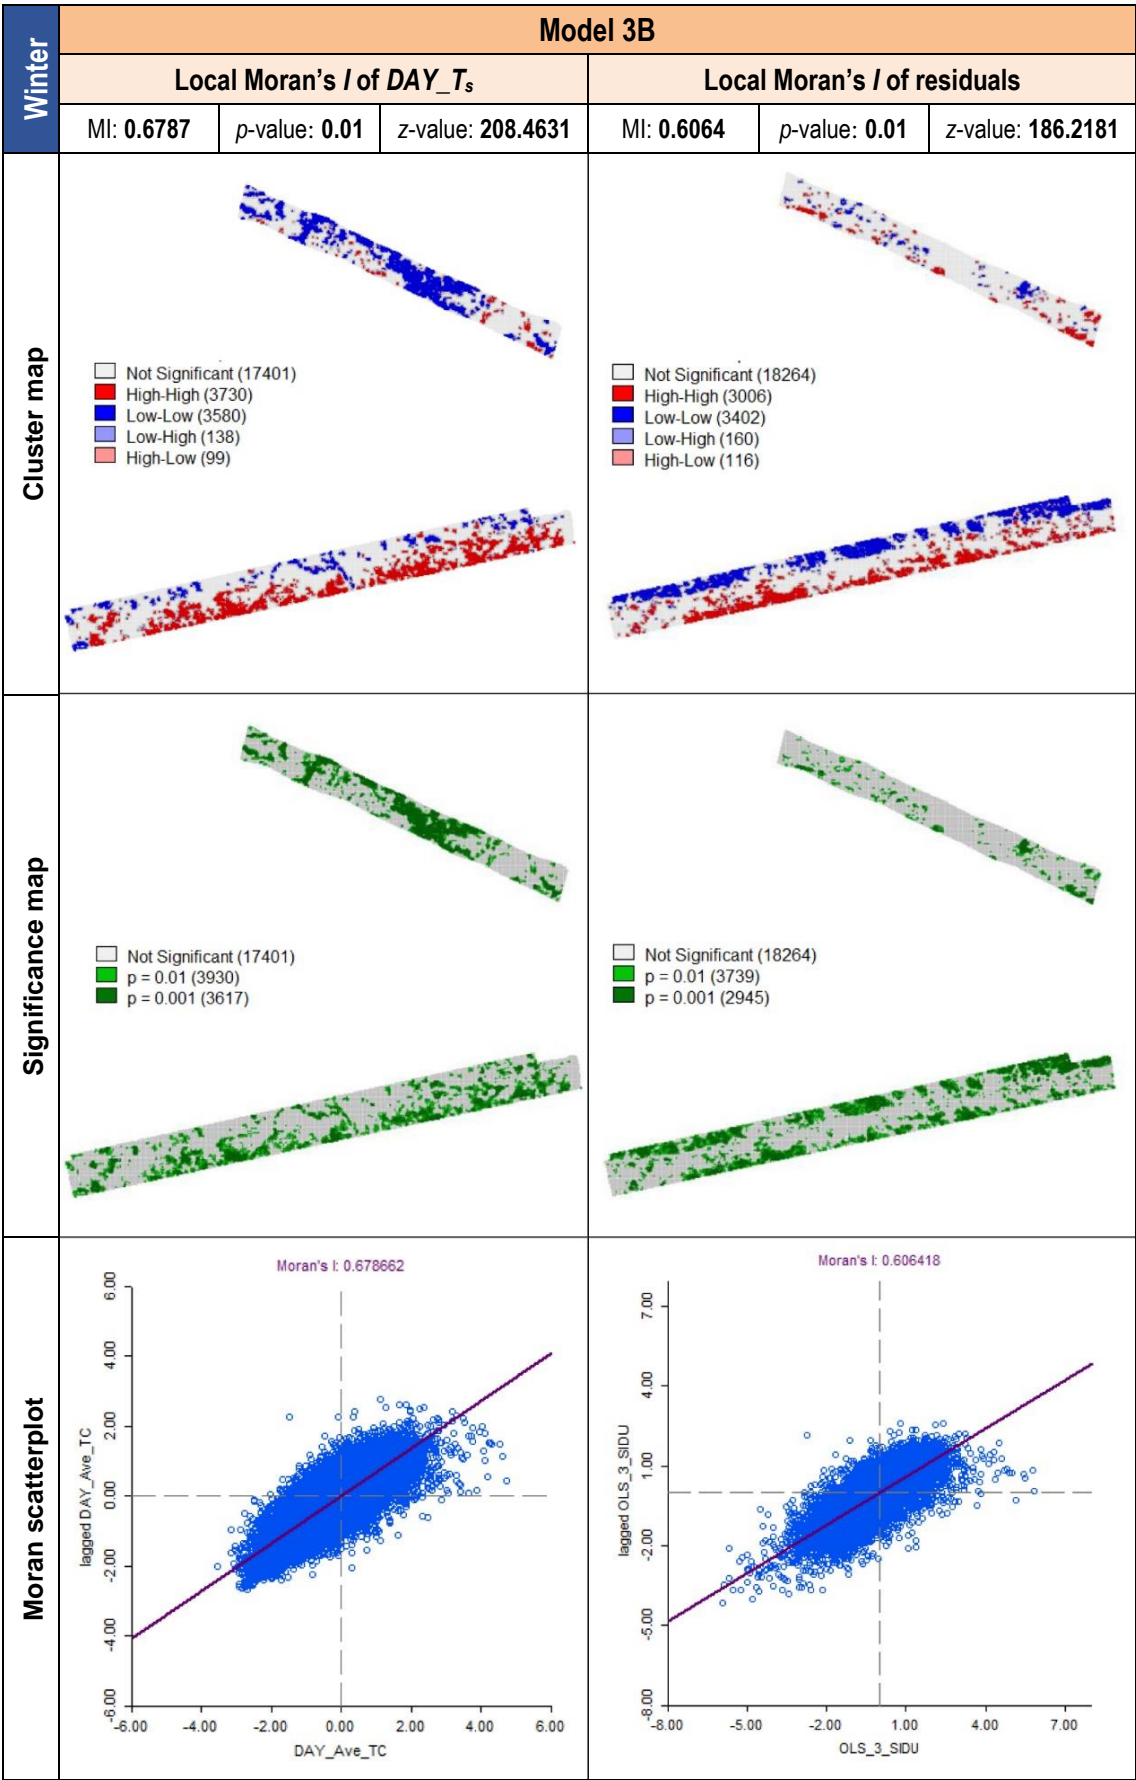 Winter
Model 3B
Local Moran's I of DAY_Ts
Local Moran's I of residuals
MI: 0.6787
p-value: 0.01
z-value: 208.4631
MI: 0.6064
p-value: 0.01
z-value: 186.2181
Cluster map
Not Significant (17401)
High-High (3730)
Low-Low (3580)
Low-High (138)
High-Low (99)
Not Significant (18264)
High-High (3006)
Low-Low (3402)
Low-High (160)
High-Low (116)
Significance map
Not Significant (17401)
p = 0.01 (3930)
p = 0.001 (3617)
Not Significant (18264)
p = 0.01 (3739)
p = 0.001 (2945)
Moran scatterplot
Moran's I: 0.678662
lagged DAY_Ave_TC
6.00
4.00
2.00
0.00
-2.00
-4.00
-6.00
-6.00 -4.00 -2.00 0.00 2.00 4.00 6.00
DAY_Ave_TC
Moran's I: 0.606418
lagged OLS_3_SIDU
7.00
4.00
1.00
-2.00
-5.00
-8.00
-8.00 -5.00 -2.00 1.00 4.00 7.00
OLS_3_SIDU